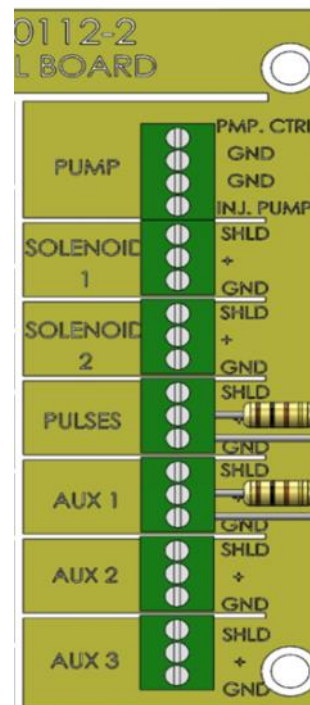 0112-2
L BOARD
PUMP
PMP. CTRL
GND
GND
INJ. PUMP
SOLENOID
1
SHLD
+
GND
SOLENOID
2
SHLD
+
GND
PULSES
SHLD
GND
AUX 1
SHLD
GND
AUX 2
SHLD
+
GND
AUX 3
SHLD
+
GND